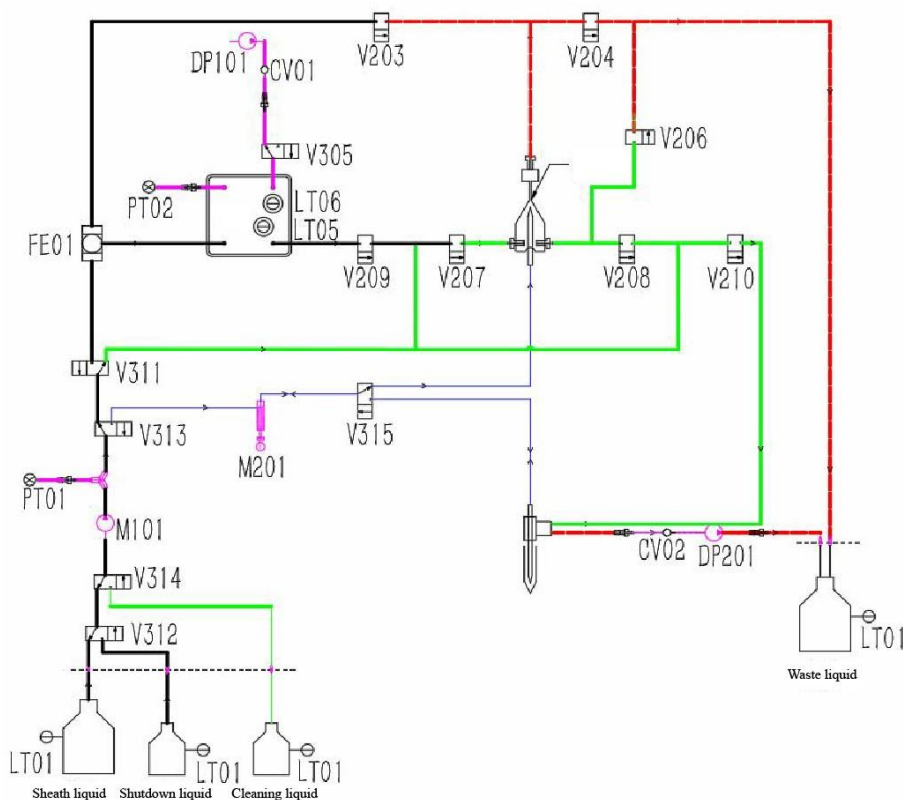 V203
V204
DP101
CV01
V305
V206
PT02
LT06
LT05
FE01
V209
V207
V208
V210
V311
V313
M201
V315
PT01
M101
CV02
DP201
V314
V312
LT01
Waste liquid
LT01
LT01
LT01
Sheath liquid
Shutdown liquid
Cleaning liquid